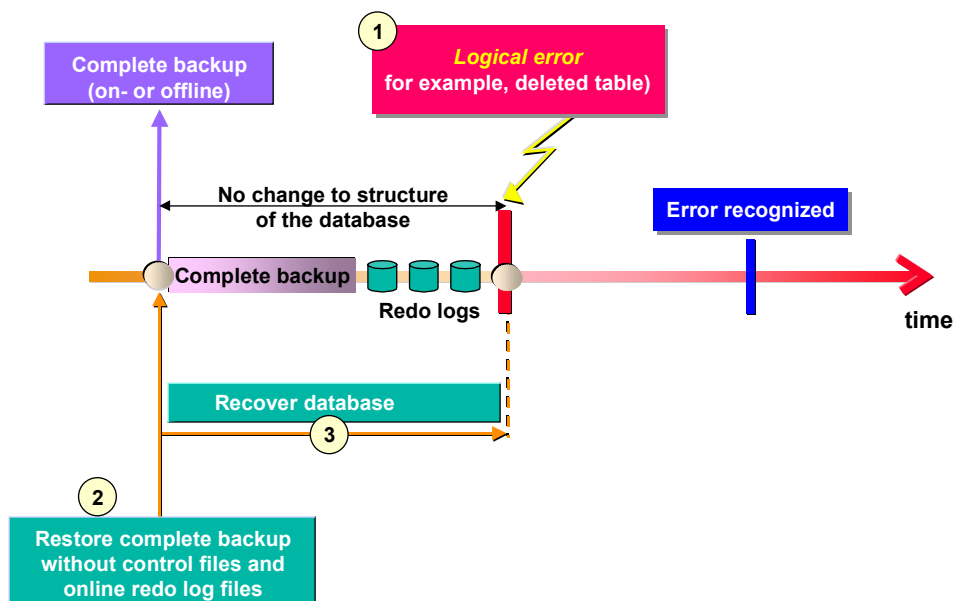 1
Logical error
for example, deleted table)
Complete backup
(on- or offline)
No change to structure
of the database
Error recognized
Complete backup
Redo logs
time
Recover database
3
2
Restore complete backup
without control files and
online redo log files